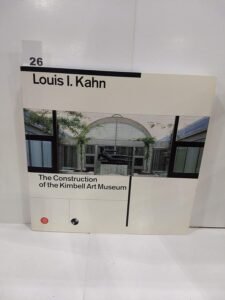 26
Louis I. Kahn
The Construction
of the Kimbell Art Museum